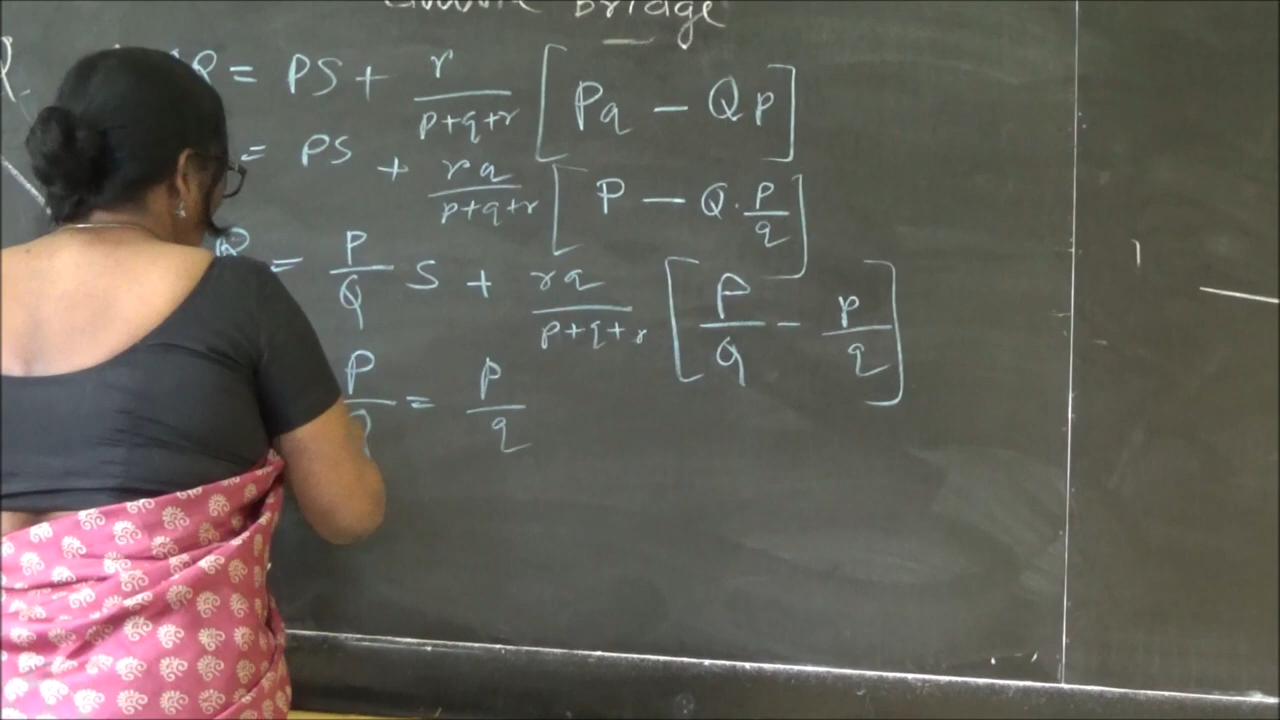 Bridge
Q = PS + r/(p+q+r) [Pq - Qp]
= PS + rq/(p+q+r) [P - Q.p/q]
R = P/Q S + rq/(p+q+r) [P/Q - p/q]
P/Q = p/q